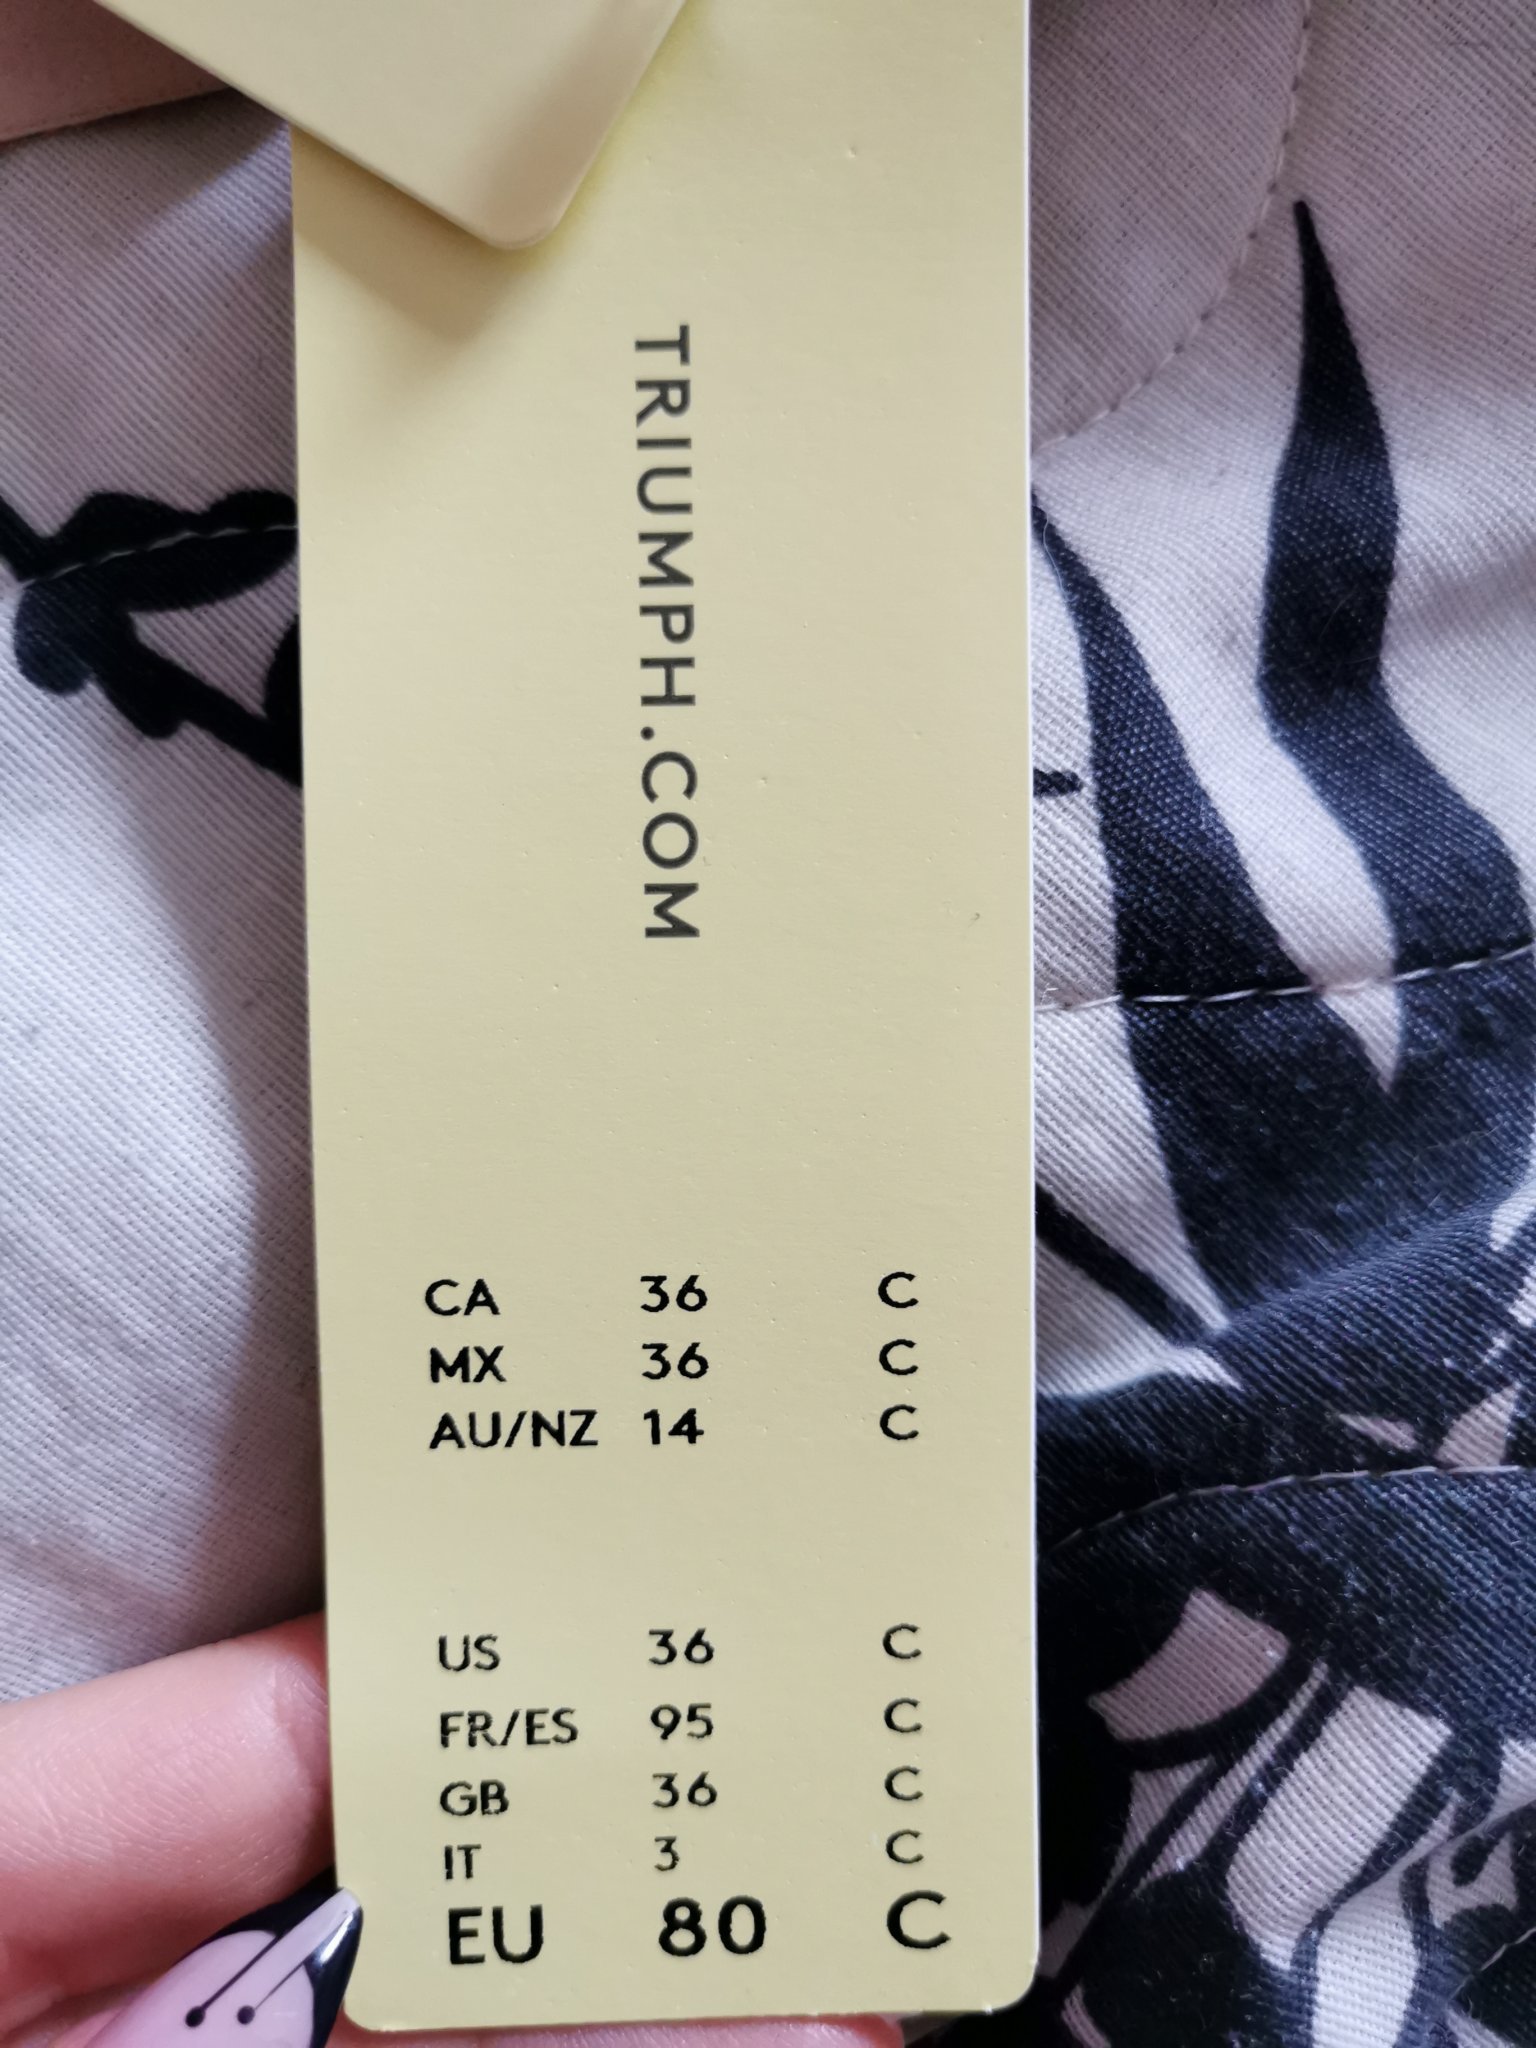 TRIUMPH.COM
CA 36 C
MX 36 C
AU/NZ 14 C
US 36 C
FR/ES 95 C
GB 36 C
IT 3 C
EU 80 C